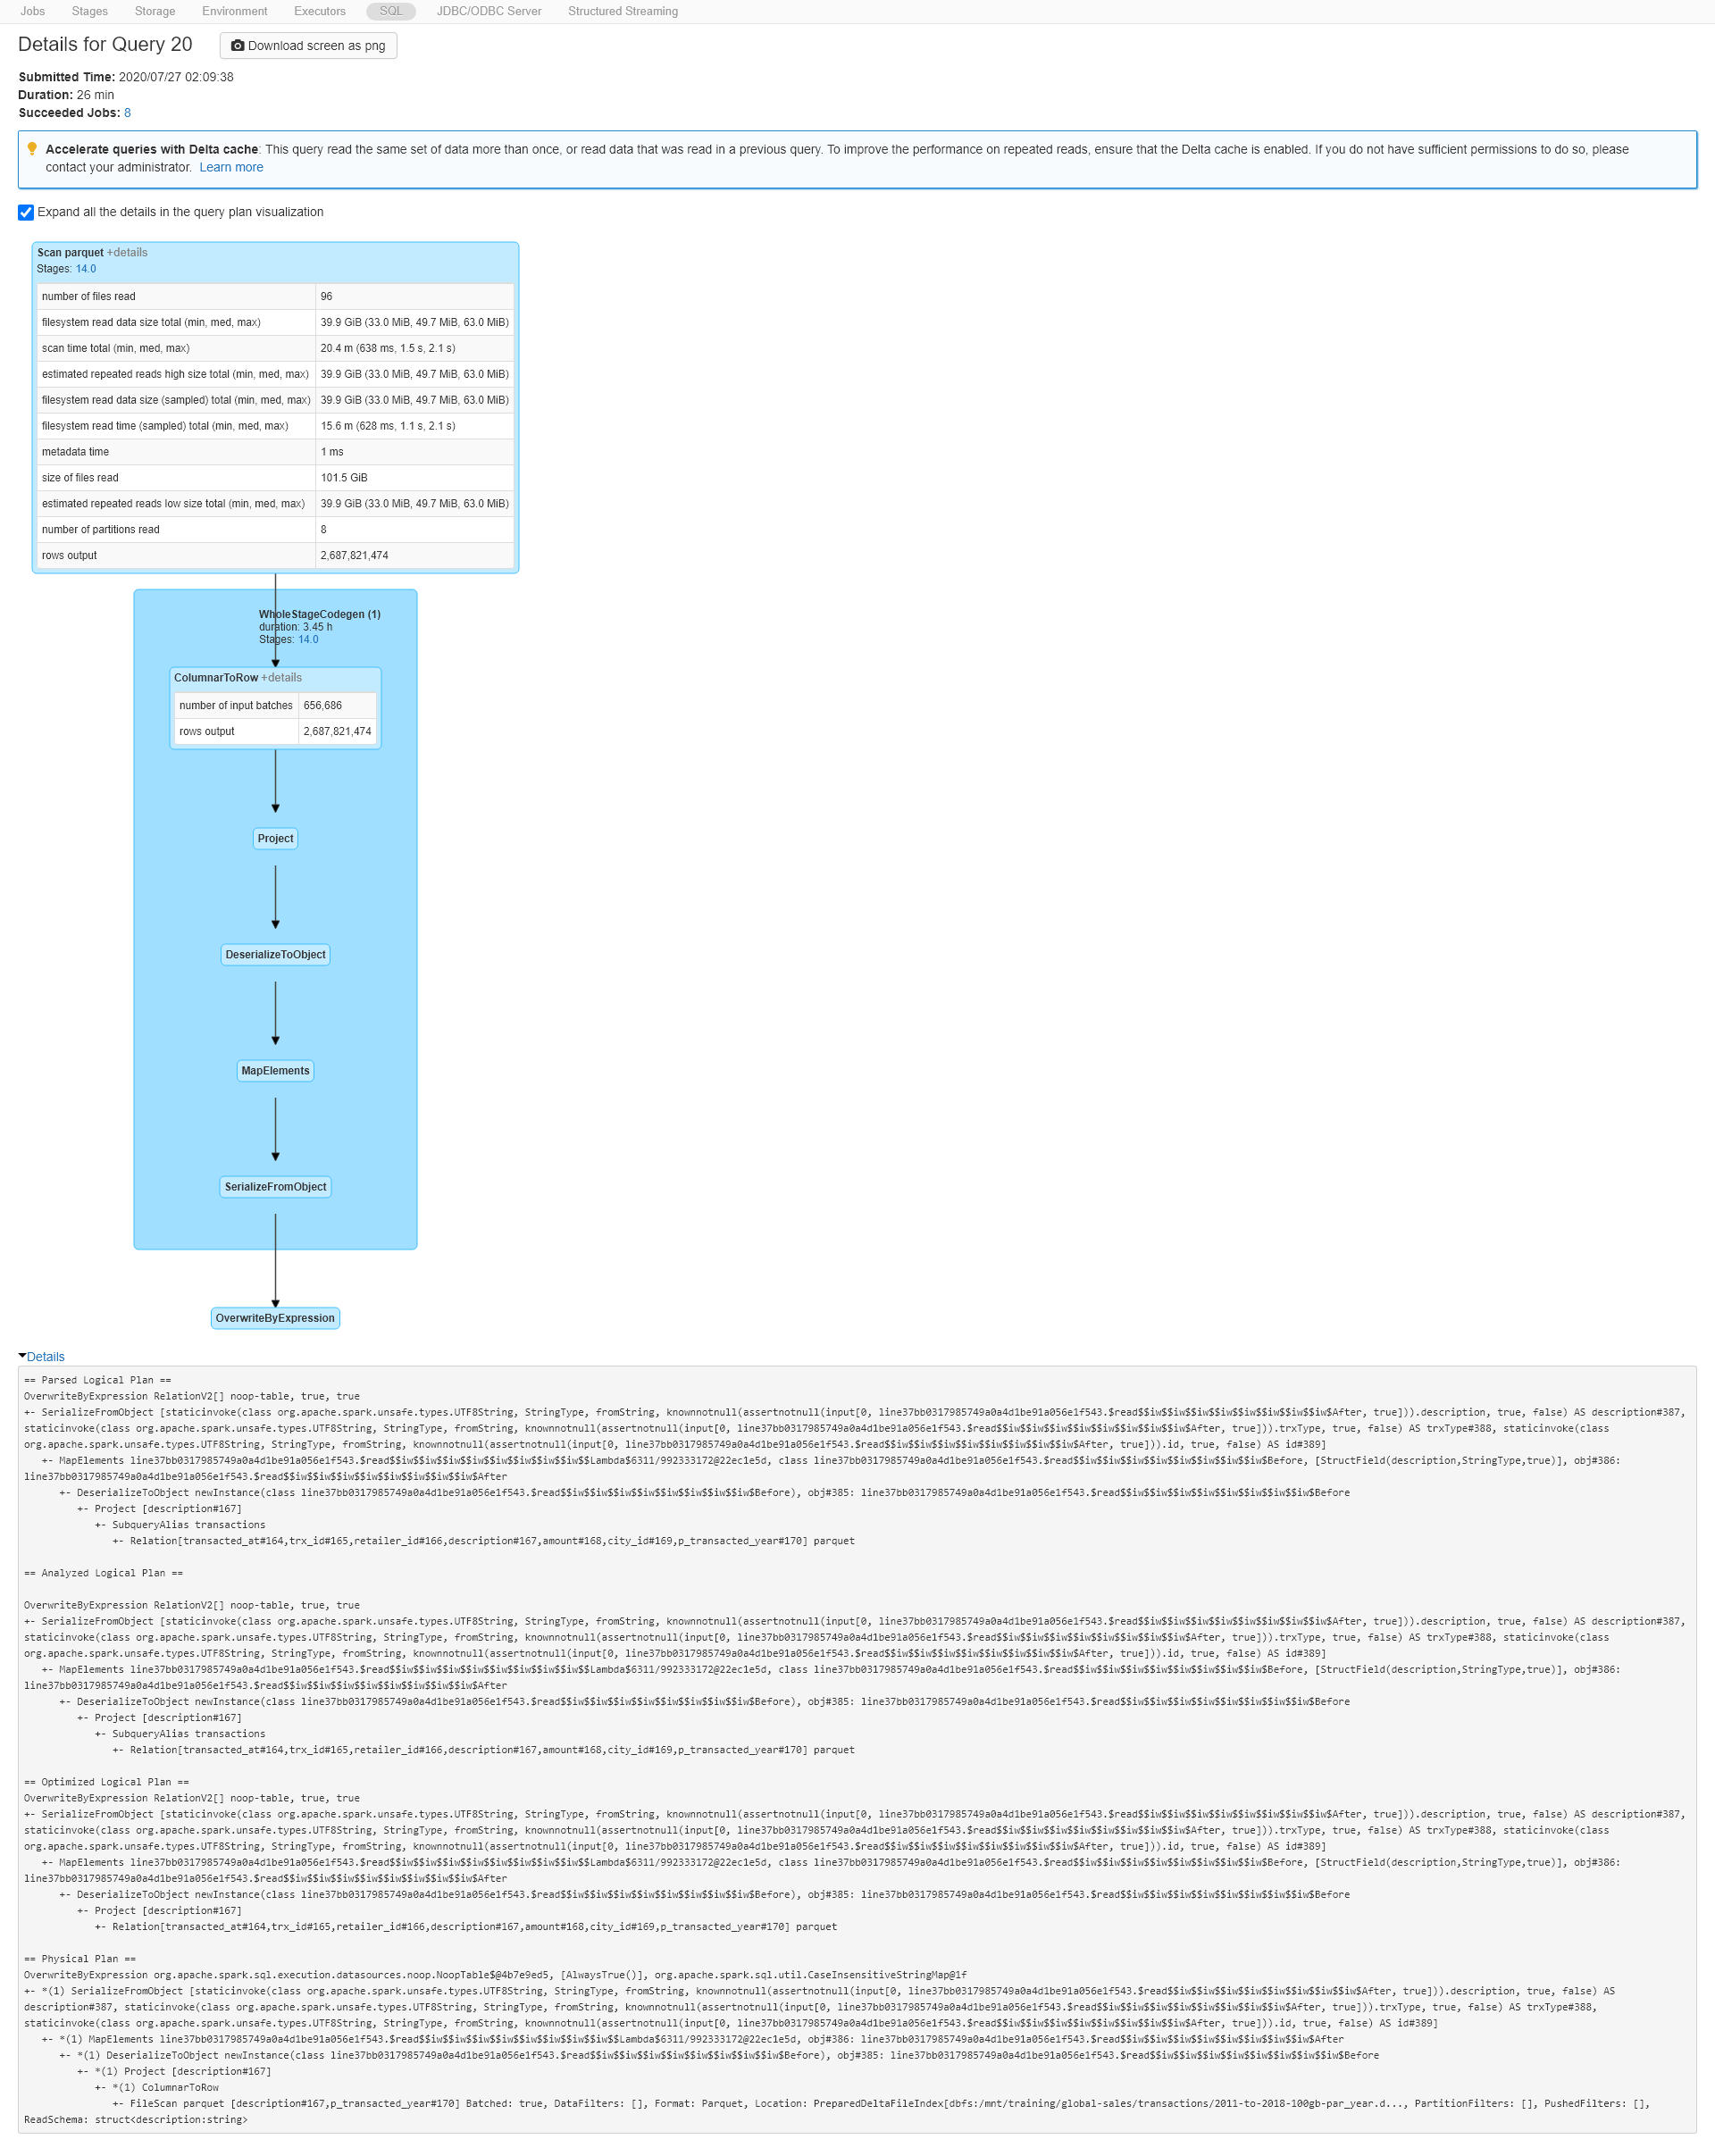 Jobs Stages Storage Environment Executors SQL JDBC/ODBC Server Structured Streaming
Details for Query 20 Download screen as png
Submitted Time: 2020/07/27 02:09:38
Duration: 26 min
Succeeded Jobs: 8
Accelerate queries with Delta cache: This query read the same set of data more than once, or read data that was read in a previous query. To improve the performance on repeated reads, ensure that the Delta cache is enabled. If you do not have sufficient permissions to do so, please
contact your administrator. Learn more
Expand all the details in the query plan visualization
Scan parquet +details
Stages: 14.0
number of files read 96
filesystem read data size total (min, med, max) 39.9 GiB (33.0 MiB, 49.7 MiB, 63.0 MiB)
scan time total (min, med, max) 20.4 m (638 ms, 1.5 s, 2.1 s)
estimated repeated reads high size total (min, med, max) 39.9 GiB (33.0 MiB, 49.7 MiB, 63.0 MiB)
filesystem read data size (sampled) total (min, med, max) 39.9 GiB (33.0 MiB, 49.7 MiB, 63.0 MiB)
filesystem read time (sampled) total (min, med, max) 15.6 m (628 ms, 1.1 s, 2.1 s)
metadata time 1 ms
size of files read 101.5 GiB
estimated repeated reads low size total (min, med, max) 39.9 GiB (33.0 MiB, 49.7 MiB, 63.0 MiB)
number of partitions read 8
rows output 2,687,821,474
WholeStageCodegen (1)
duration: 3.45 h
Stages: 14.0
ColumnarToRow +details
number of input batches 656,686
rows output 2,687,821,474
Project
DeserializeToObject
MapElements
SerializeFromObject
OverwriteByExpression
Details
== Parsed Logical Plan ==
OverwriteByExpression RelationV2[] noop-table, true, true
+- SerializeFromObject [staticinvoke(class org.apache.spark.unsafe.types.UTF8String, StringType, fromString, knownnotnull(assertnotnull(input[0, line37bb0317985749a0a4d1be91a056e1f543.$read$$iw$$iw$$iw$$iw$$iw$$iw$$iw$$iw$$iw$After, true])).description, true, false) AS description#387,
staticinvoke(class org.apache.spark.unsafe.types.UTF8String, StringType, fromString, knownnotnull(assertnotnull(input[0, line37bb0317985749a0a4d1be91a056e1f543.$read$$iw$$iw$$iw$$iw$$iw$$iw$$iw$$iw$$iw$After, true])).trxType, true, false) AS trxType#388, staticinvoke(class
org.apache.spark.unsafe.types.UTF8String, StringType, fromString, knownnotnull(assertnotnull(input[0, line37bb0317985749a0a4d1be91a056e1f543.$read$$iw$$iw$$iw$$iw$$iw$$iw$$iw$$iw$$iw$After, true])).id, true, false) AS id#389]
+- MapElements line37bb0317985749a0a4d1be91a056e1f543.$read$$iw$$iw$$iw$$iw$$iw$$iw$$iw$$iw$$iw$$Lambda$6311/992333172@22ec1e5d, class line37bb0317985749a0a4d1be91a056e1f543.$read$$iw$$iw$$iw$$iw$$iw$$iw$$iw$$iw$$iw$Before, [StructField(description,StringType,true)], obj#386:
line37bb0317985749a0a4d1be91a056e1f543.$read$$iw$$iw$$iw$$iw$$iw$$iw$$iw$$iw$$iw$After
+- DeserializeToObject newInstance(class line37bb0317985749a0a4d1be91a056e1f543.$read$$iw$$iw$$iw$$iw$$iw$$iw$$iw$$iw$$iw$Before), obj#385: line37bb0317985749a0a4d1be91a056e1f543.$read$$iw$$iw$$iw$$iw$$iw$$iw$$iw$$iw$$iw$Before
+- Project [description#167]
+- SubqueryAlias transactions
+- Relation[transacted_at#164,trx_id#165,retailer_id#166,description#167,amount#168,city_id#169,p_transacted_year#170] parquet
== Analyzed Logical Plan ==
OverwriteByExpression RelationV2[] noop-table, true, true
+- SerializeFromObject [staticinvoke(class org.apache.spark.unsafe.types.UTF8String, StringType, fromString, knownnotnull(assertnotnull(input[0, line37bb0317985749a0a4d1be91a056e1f543.$read$$iw$$iw$$iw$$iw$$iw$$iw$$iw$$iw$$iw$After, true])).description, true, false) AS description#387,
staticinvoke(class org.apache.spark.unsafe.types.UTF8String, StringType, fromString, knownnotnull(assertnotnull(input[0, line37bb0317985749a0a4d1be91a056e1f543.$read$$iw$$iw$$iw$$iw$$iw$$iw$$iw$$iw$$iw$After, true])).trxType, true, false) AS trxType#388, staticinvoke(class
org.apache.spark.unsafe.types.UTF8String, StringType, fromString, knownnotnull(assertnotnull(input[0, line37bb0317985749a0a4d1be91a056e1f543.$read$$iw$$iw$$iw$$iw$$iw$$iw$$iw$$iw$$iw$After, true])).id, true, false) AS id#389]
+- MapElements line37bb0317985749a0a4d1be91a056e1f543.$read$$iw$$iw$$iw$$iw$$iw$$iw$$iw$$iw$$iw$$Lambda$6311/992333172@22ec1e5d, class line37bb0317985749a0a4d1be91a056e1f543.$read$$iw$$iw$$iw$$iw$$iw$$iw$$iw$$iw$$iw$Before, [StructField(description,StringType,true)], obj#386:
line37bb0317985749a0a4d1be91a056e1f543.$read$$iw$$iw$$iw$$iw$$iw$$iw$$iw$$iw$$iw$After
+- DeserializeToObject newInstance(class line37bb0317985749a0a4d1be91a056e1f543.$read$$iw$$iw$$iw$$iw$$iw$$iw$$iw$$iw$$iw$Before), obj#385: line37bb0317985749a0a4d1be91a056e1f543.$read$$iw$$iw$$iw$$iw$$iw$$iw$$iw$$iw$$iw$Before
+- Project [description#167]
+- SubqueryAlias transactions
+- Relation[transacted_at#164,trx_id#165,retailer_id#166,description#167,amount#168,city_id#169,p_transacted_year#170] parquet
== Optimized Logical Plan ==
OverwriteByExpression RelationV2[] noop-table, true, true
+- SerializeFromObject [staticinvoke(class org.apache.spark.unsafe.types.UTF8String, StringType, fromString, knownnotnull(assertnotnull(input[0, line37bb0317985749a0a4d1be91a056e1f543.$read$$iw$$iw$$iw$$iw$$iw$$iw$$iw$$iw$$iw$After, true])).description, true, false) AS description#387,
staticinvoke(class org.apache.spark.unsafe.types.UTF8String, StringType, fromString, knownnotnull(assertnotnull(input[0, line37bb0317985749a0a4d1be91a056e1f543.$read$$iw$$iw$$iw$$iw$$iw$$iw$$iw$$iw$$iw$After, true])).trxType, true, false) AS trxType#388, staticinvoke(class
org.apache.spark.unsafe.types.UTF8String, StringType, fromString, knownnotnull(assertnotnull(input[0, line37bb0317985749a0a4d1be91a056e1f543.$read$$iw$$iw$$iw$$iw$$iw$$iw$$iw$$iw$$iw$After, true])).id, true, false) AS id#389]
+- MapElements line37bb0317985749a0a4d1be91a056e1f543.$read$$iw$$iw$$iw$$iw$$iw$$iw$$iw$$iw$$iw$$Lambda$6311/992333172@22ec1e5d, class line37bb0317985749a0a4d1be91a056e1f543.$read$$iw$$iw$$iw$$iw$$iw$$iw$$iw$$iw$$iw$Before, [StructField(description,StringType,true)], obj#386:
line37bb0317985749a0a4d1be91a056e1f543.$read$$iw$$iw$$iw$$iw$$iw$$iw$$iw$$iw$$iw$After
+- DeserializeToObject newInstance(class line37bb0317985749a0a4d1be91a056e1f543.$read$$iw$$iw$$iw$$iw$$iw$$iw$$iw$$iw$$iw$Before), obj#385: line37bb0317985749a0a4d1be91a056e1f543.$read$$iw$$iw$$iw$$iw$$iw$$iw$$iw$$iw$$iw$Before
+- Project [description#167]
+- Relation[transacted_at#164,trx_id#165,retailer_id#166,description#167,amount#168,city_id#169,p_transacted_year#170] parquet
== Physical Plan ==
OverwriteByExpression org.apache.spark.sql.execution.datasources.noop.NoopTable$@4b7e9ed5, [AlwaysTrue()], org.apache.spark.sql.util.CaseInsensitiveStringMap@1f
+- *(1) SerializeFromObject [staticinvoke(class org.apache.spark.unsafe.types.UTF8String, StringType, fromString, knownnotnull(assertnotnull(input[0, line37bb0317985749a0a4d1be91a056e1f543.$read$$iw$$iw$$iw$$iw$$iw$$iw$$iw$$iw$$iw$After, true])).description, true, false) AS
description#387, staticinvoke(class org.apache.spark.unsafe.types.UTF8String, StringType, fromString, knownnotnull(assertnotnull(input[0, line37bb0317985749a0a4d1be91a056e1f543.$read$$iw$$iw$$iw$$iw$$iw$$iw$$iw$$iw$$iw$After, true])).trxType, true, false) AS trxType#388,
staticinvoke(class org.apache.spark.unsafe.types.UTF8String, StringType, fromString, knownnotnull(assertnotnull(input[0, line37bb0317985749a0a4d1be91a056e1f543.$read$$iw$$iw$$iw$$iw$$iw$$iw$$iw$$iw$$iw$After, true])).id, true, false) AS id#389]
+- *(1) MapElements line37bb0317985749a0a4d1be91a056e1f543.$read$$iw$$iw$$iw$$iw$$iw$$iw$$iw$$iw$$iw$$Lambda$6311/992333172@22ec1e5d, obj#386: line37bb0317985749a0a4d1be91a056e1f543.$read$$iw$$iw$$iw$$iw$$iw$$iw$$iw$$iw$$iw$After
+- *(1) DeserializeToObject newInstance(class line37bb0317985749a0a4d1be91a056e1f543.$read$$iw$$iw$$iw$$iw$$iw$$iw$$iw$$iw$$iw$Before), obj#385: line37bb0317985749a0a4d1be91a056e1f543.$read$$iw$$iw$$iw$$iw$$iw$$iw$$iw$$iw$$iw$Before
+- *(1) Project [description#167]
+- *(1) ColumnarToRow
+- FileScan parquet [description#167,p_transacted_year#170] Batched: true, DataFilters: [], Format: Parquet, Location: PreparedDeltaFileIndex[dbfs:/mnt/training/global-sales/transactions/2011-to-2018-100gb-par_year.d..., PartitionFilters: [], PushedFilters: [],
ReadSchema: struct<description:string>